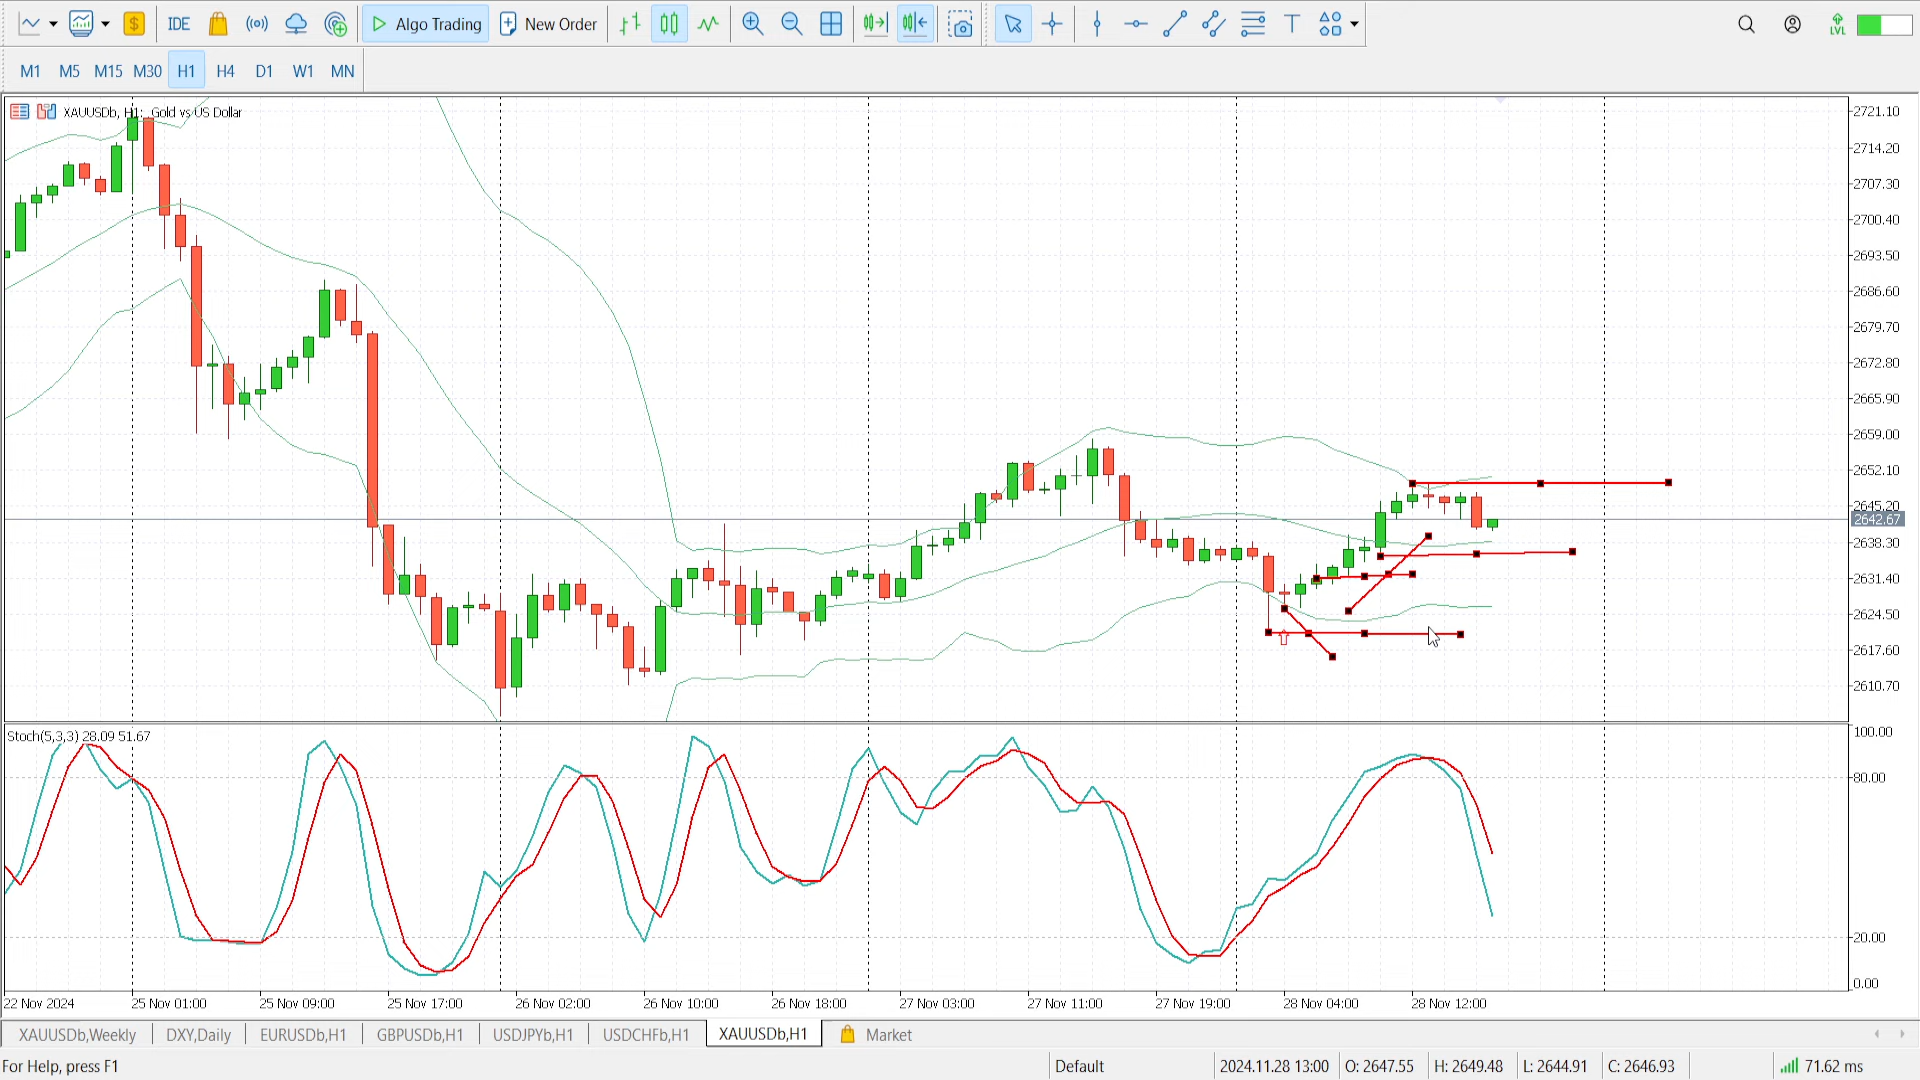 IDE
$
Algo Trading
New Order
T
LVL
M1 M5 M15 M30 H1 H4 D1 W1 MN
XAUUSDb, H1: Gold vs US Dollar
2721.10
2714.20
2707.30
2700.40
2693.50
2686.60
2679.70
2672.80
2665.90
2659.00
2652.10
2645.20
2642.67
2638.30
2631.40
2624.50
2617.60
2610.70
Stoch(5,3,3) 28.09 51.67
100.00
80.00
20.00
0.00
22 Nov 2024 25 Nov 01:00 25 Nov 09:00 25 Nov 17:00 26 Nov 02:00 26 Nov 10:00 26 Nov 18:00 27 Nov 03:00 27 Nov 11:00 27 Nov 19:00 28 Nov 04:00 28 Nov 12:00
XAUUSDb,Weekly DXY,Daily EURUSDb,H1 GBPUSDb,H1 USDJPYb,H1 USDCHFb,H1 XAUUSDb,H1 Market
For Help, press F1 Default 2024.11.28 13:00 O: 2647.55 H: 2649.48 L: 2644.91 C: 2646.93 71.62 ms